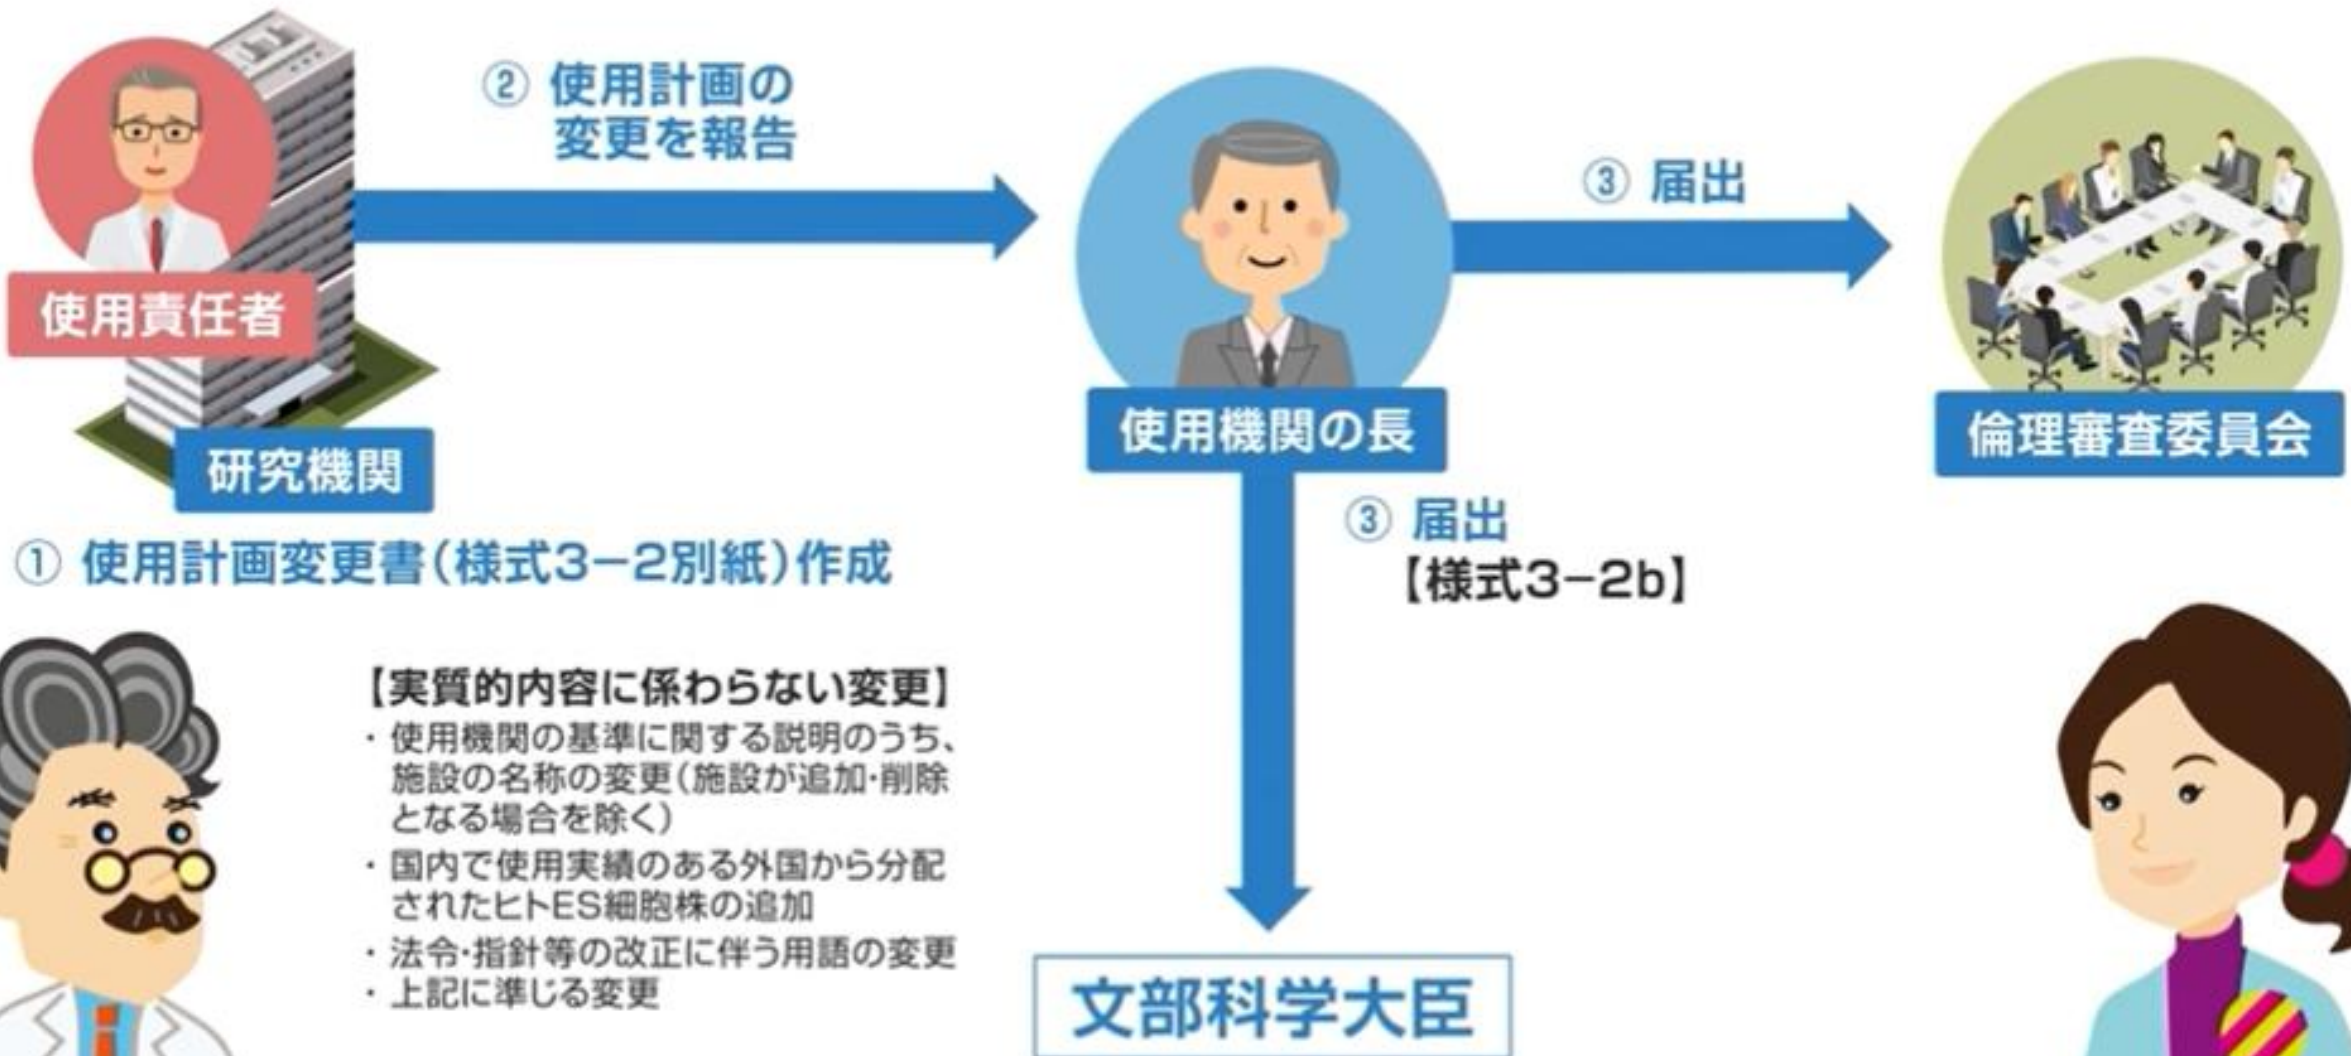 ② 使用計画の
変更を報告
③ 届出
使用責任者
研究機関
使用機関の長
倫理審査委員会
① 使用計画変更書(様式3−2別紙)作成
③ 届出
【様式3−2b】
【実質的内容に係わらない変更】
・使用機関の基準に関する説明のうち、
施設の名称の変更(施設が追加・削除
となる場合を除く)
・国内で使用実績のある外国から分配
されたヒトES細胞株の追加
・法令・指針等の改正に伴う用語の変更
・上記に準じる変更
文部科学大臣